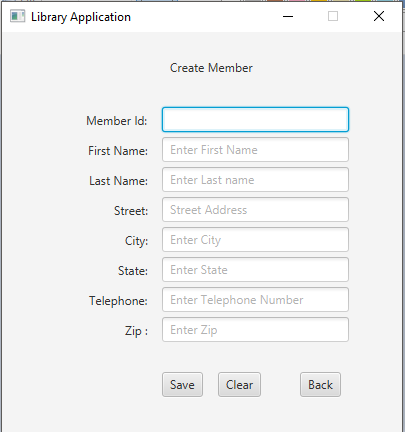 Library Application
Create Member
Member Id:
First Name: Enter First Name
Last Name: Enter Last name
Street: Street Address
City: Enter City
State: Enter State
Telephone: Enter Telephone Number
Zip : Enter Zip
Save Clear Back